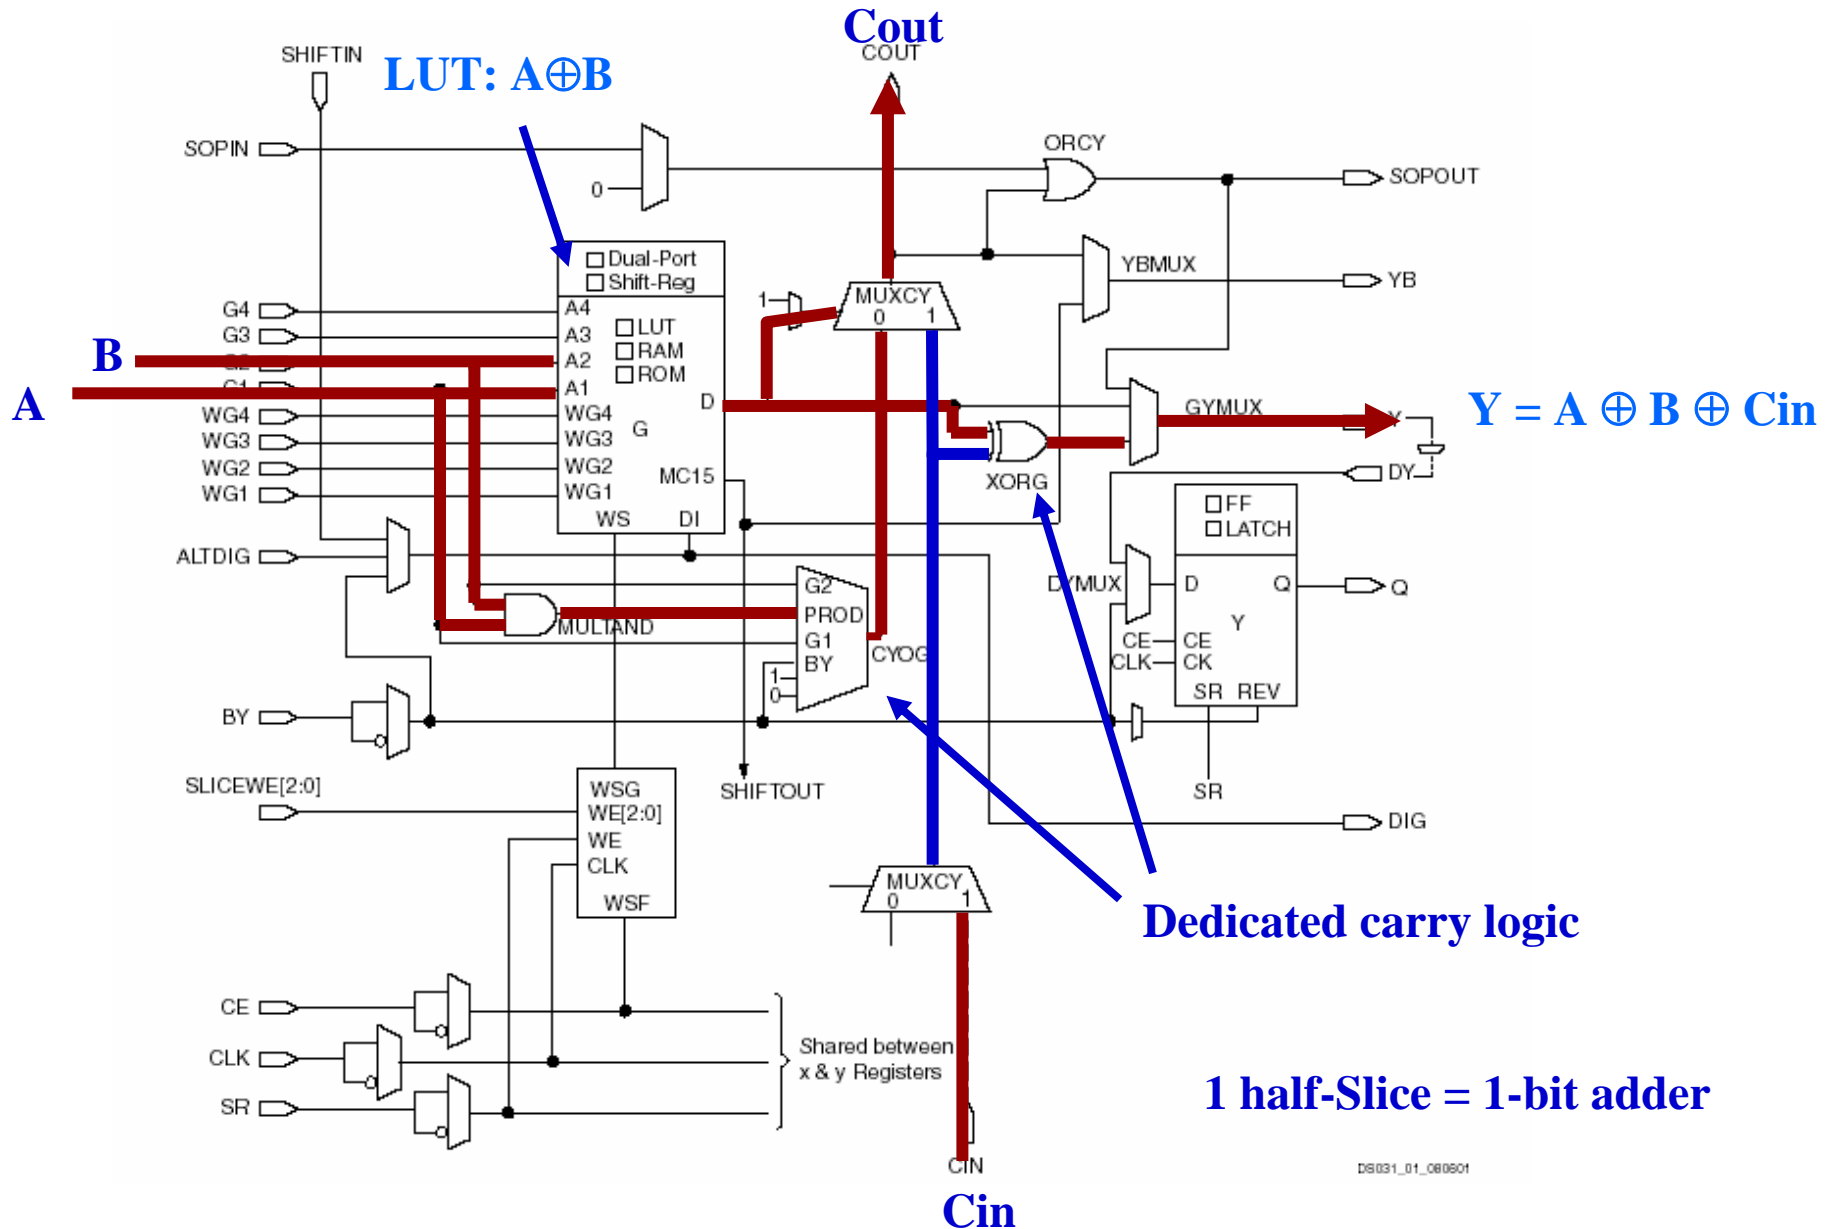 Cout
COUT
SHIFTIN
LUT: A⊕B
ORCY
SOPIN
0
SOPOUT
Dual-Port
Shift-Reg
YBMUX
YB
1
MUXCY
0 1
G4
A4
G3
A3
LUT
B
A2
RAM
A
A1
ROM
WG4
WG4
D
GYMUX
Y = A ⊕ B ⊕ Cin
WG3
WG3
G
WG2
WG2
MC15
XORG
DY
WG1
WG1
WS
DI
FF
LATCH
ALTDIG
G2
DYMUX
D
Q
Q
PROD
MULTAND
G1
CYOG
Y
BY
CE
CE
CLK
CK
1
0
SR REV
BY
SLICEWE[2:0]
WSG
SHIFTOUT
SR
WE[2:0]
DIG
WE
CLK
MUXCY
0 1
WSF
Dedicated carry logic
CE
CLK
Shared between
x & y Registers
SR
1 half-Slice = 1-bit adder
CIN
DS031_01_080601
Cin